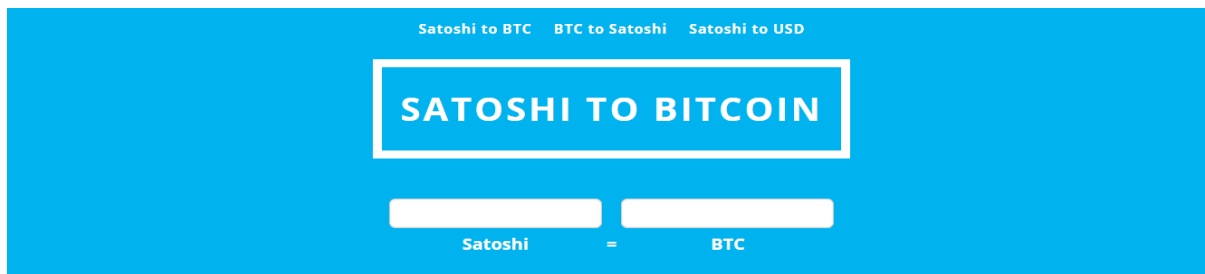 Satoshi to BTC BTC to Satoshi Satoshi to USD
SATOSHI TO BITCOIN
Satoshi = BTC